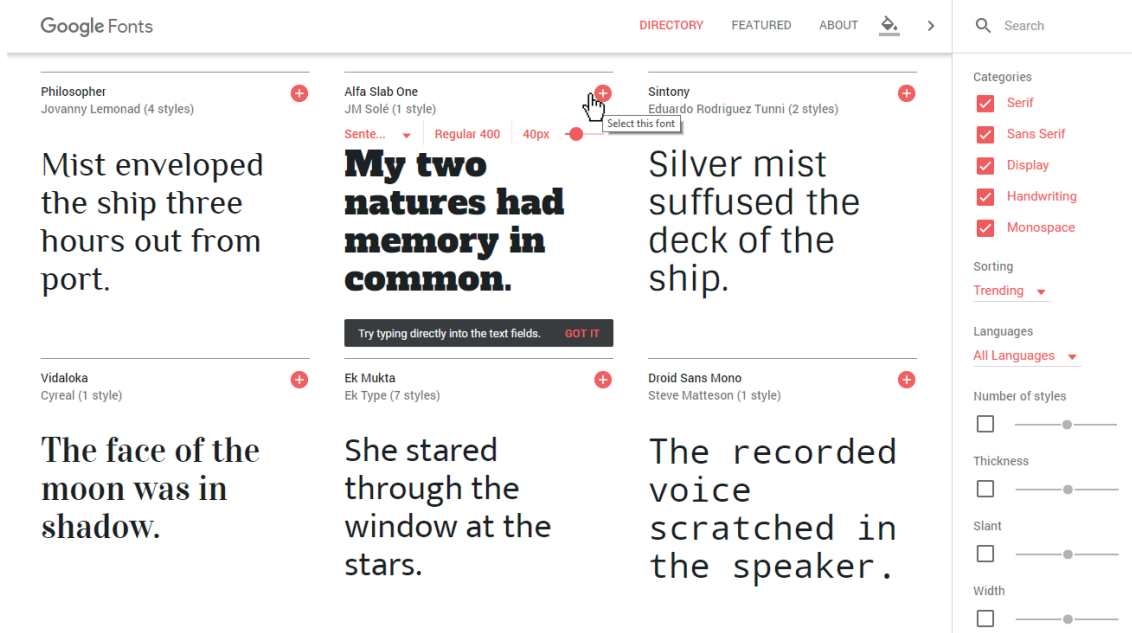 Google Fonts
DIRECTORY FEATURED ABOUT
Search
Philosopher
Jovanny Lemonad (4 styles)
Mist enveloped
the ship three
hours out from
port.
Alfa Slab One
JM Solé (1 style)
Sente... Regular 400 40px
My two
natures had
memory in
common.
Try typing directly into the text fields. GOT IT
Select this font
Sintony
Eduardo Rodriguez Tunni (2 styles)
Silver mist
suffused the
deck of the
ship.
Vidaloka
Cyreal (1 style)
The face of the
moon was in
shadow.
Ek Mukta
Ek Type (7 styles)
She stared
through the
window at the
stars.
Droid Sans Mono
Steve Matteson (1 style)
The recorded
voice
scratched in
the speaker.
Categories
Serif
Sans Serif
Display
Handwriting
Monospace
Sorting
Trending
Languages
All Languages
Number of styles
Thickness
Slant
Width